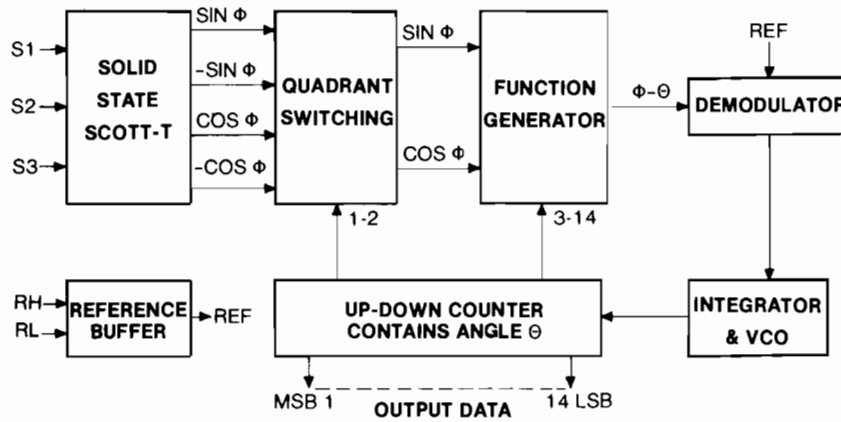 S1
S2
S3
SOLID
STATE
SCOTT-T
SIN Φ
-SIN Φ
COS Φ
-COS Φ
QUADRANT
SWITCHING
SIN Φ
COS Φ
FUNCTION
GENERATOR
Φ-Θ
REF
DEMODULATOR
1-2
3-14
RH
RL
REFERENCE
BUFFER
REF
UP-DOWN COUNTER
CONTAINS ANGLE Θ
INTEGRATOR
& VCO
MSB 1
14 LSB
OUTPUT DATA